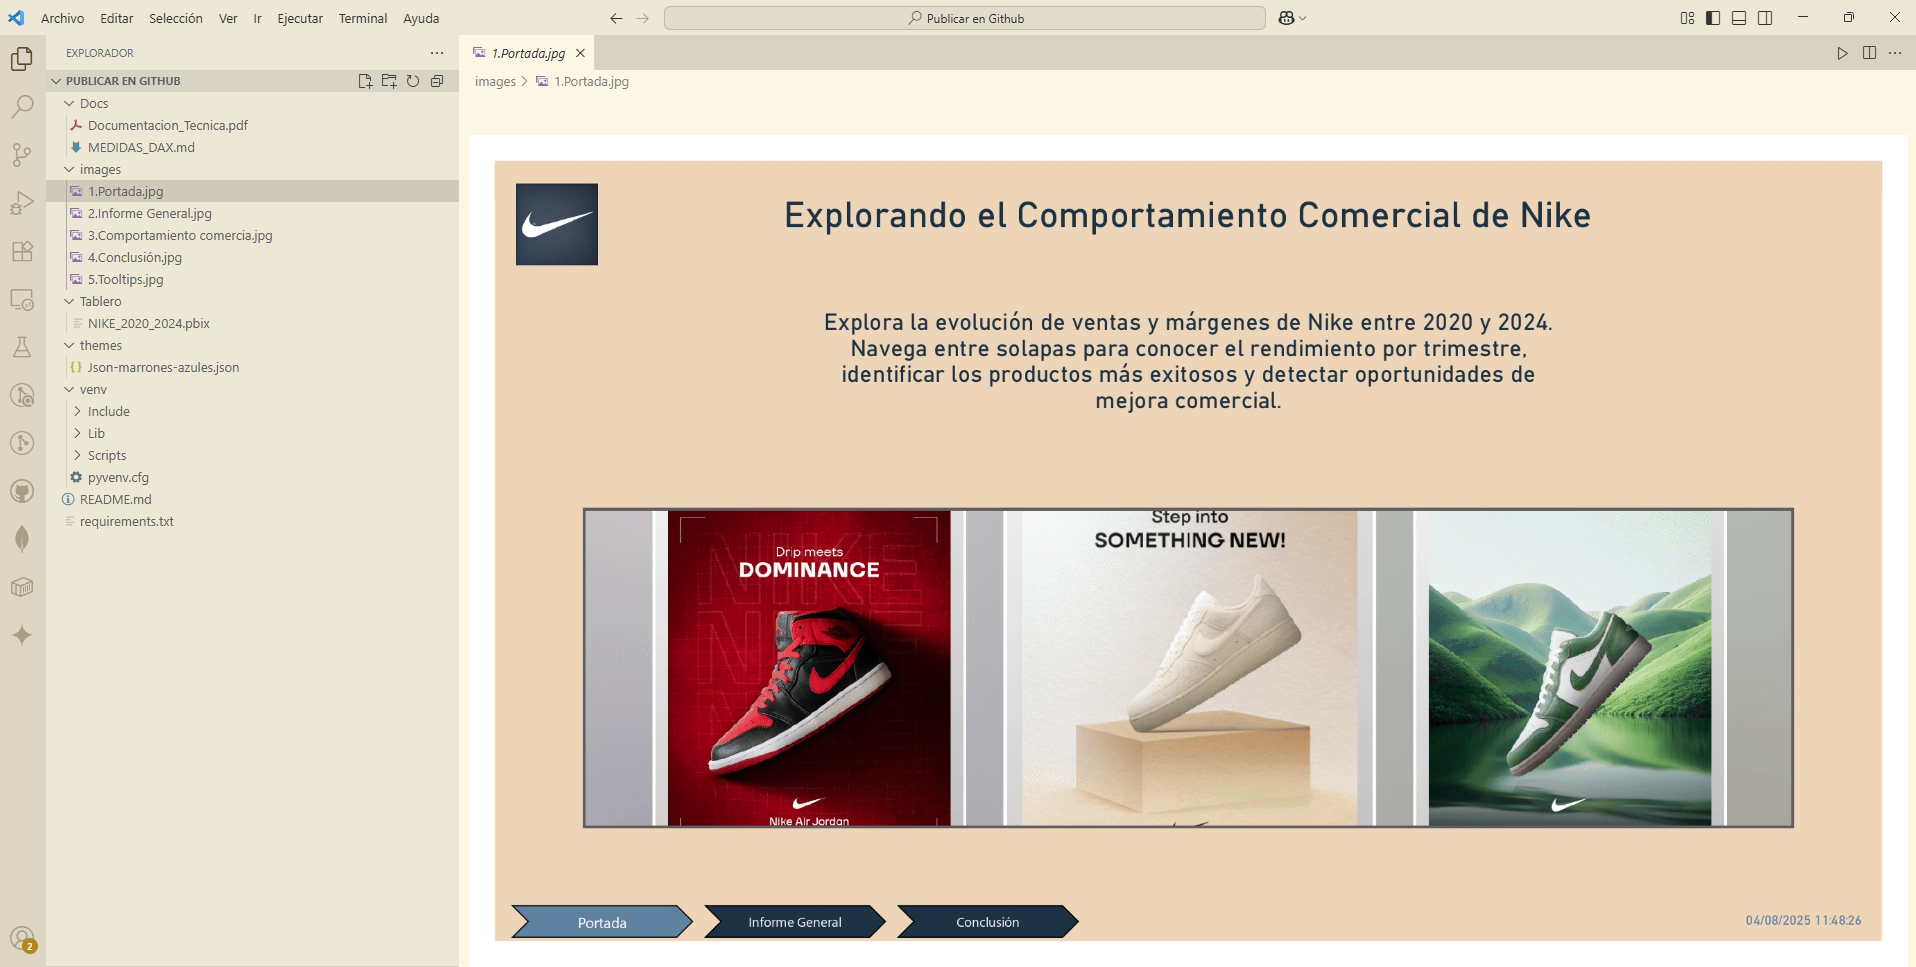 Archivo Editar Selección Ver Ir Ejecutar Terminal Ayuda
Publicar en Github
EXPLORADOR
PUBLICAR EN GITHUB
Docs
Documentacion_Tecnica.pdf
MEDIDAS_DAX.md
images
1.Portada.jpg
2.Informe General.jpg
3.Comportamiento comercia.jpg
4.Conclusión.jpg
5.Tooltips.jpg
Tablero
NIKE_2020_2024.pbix
themes
Json-marrones-azules.json
venv
Include
Lib
Scripts
pyvenv.cfg
README.md
requirements.txt
2
1.Portada.jpg
images > 1.Portada.jpg
Explorando el Comportamiento Comercial de Nike
Explora la evolución de ventas y márgenes de Nike entre 2020 y 2024.
Navega entre solapas para conocer el rendimiento por trimestre,
identificar los productos más exitosos y detectar oportunidades de
mejora comercial.
Drip meets
DOMINANCE
NIKE
Nike Air Jordan
Step into
SOMETHING NEW!
Portada
Informe General
Conclusión
04/08/2025 11:48:26